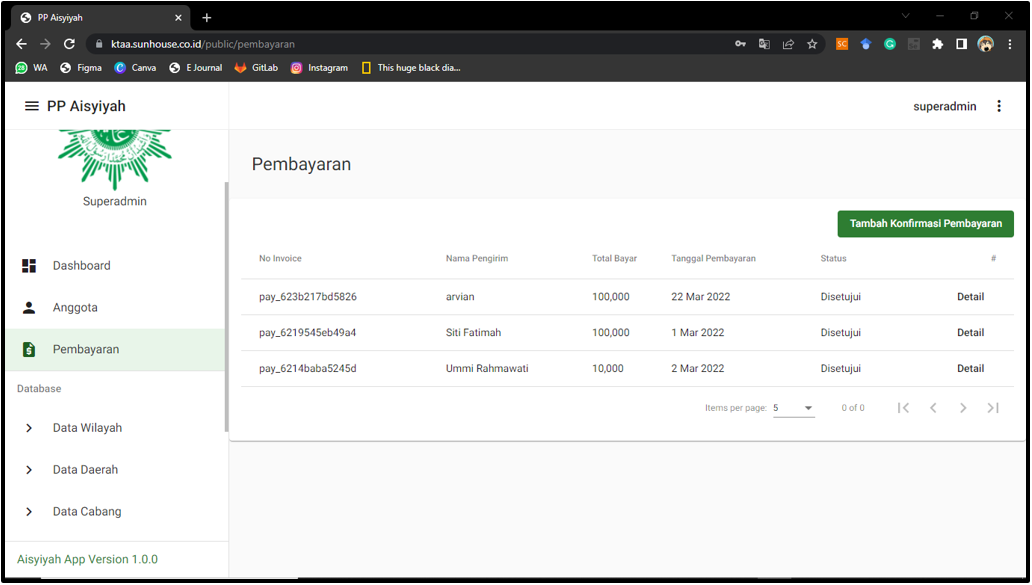 PP Aisyiyah
ktaa.sunhouse.co.id/public/pembayaran
SC
28 WA Figma Canva E Journal GitLab Instagram This huge black dia...
PP Aisyiyah
superadmin
Superadmin
Dashboard
Anggota
Pembayaran
Database
Data Wilayah
Data Daerah
Data Cabang
Aisyiyah App Version 1.0.0
Pembayaran
Tambah Konfirmasi Pembayaran
No Invoice Nama Pengirim Total Bayar Tanggal Pembayaran Status #
pay_623b217bd5826 arvian 100,000 22 Mar 2022 Disetujui Detail
pay_6219545eb49a4 Siti Fatimah 100,000 1 Mar 2022 Disetujui Detail
pay_6214baba5245d Ummi Rahmawati 10,000 2 Mar 2022 Disetujui Detail
Items per page: 5 0 of 0